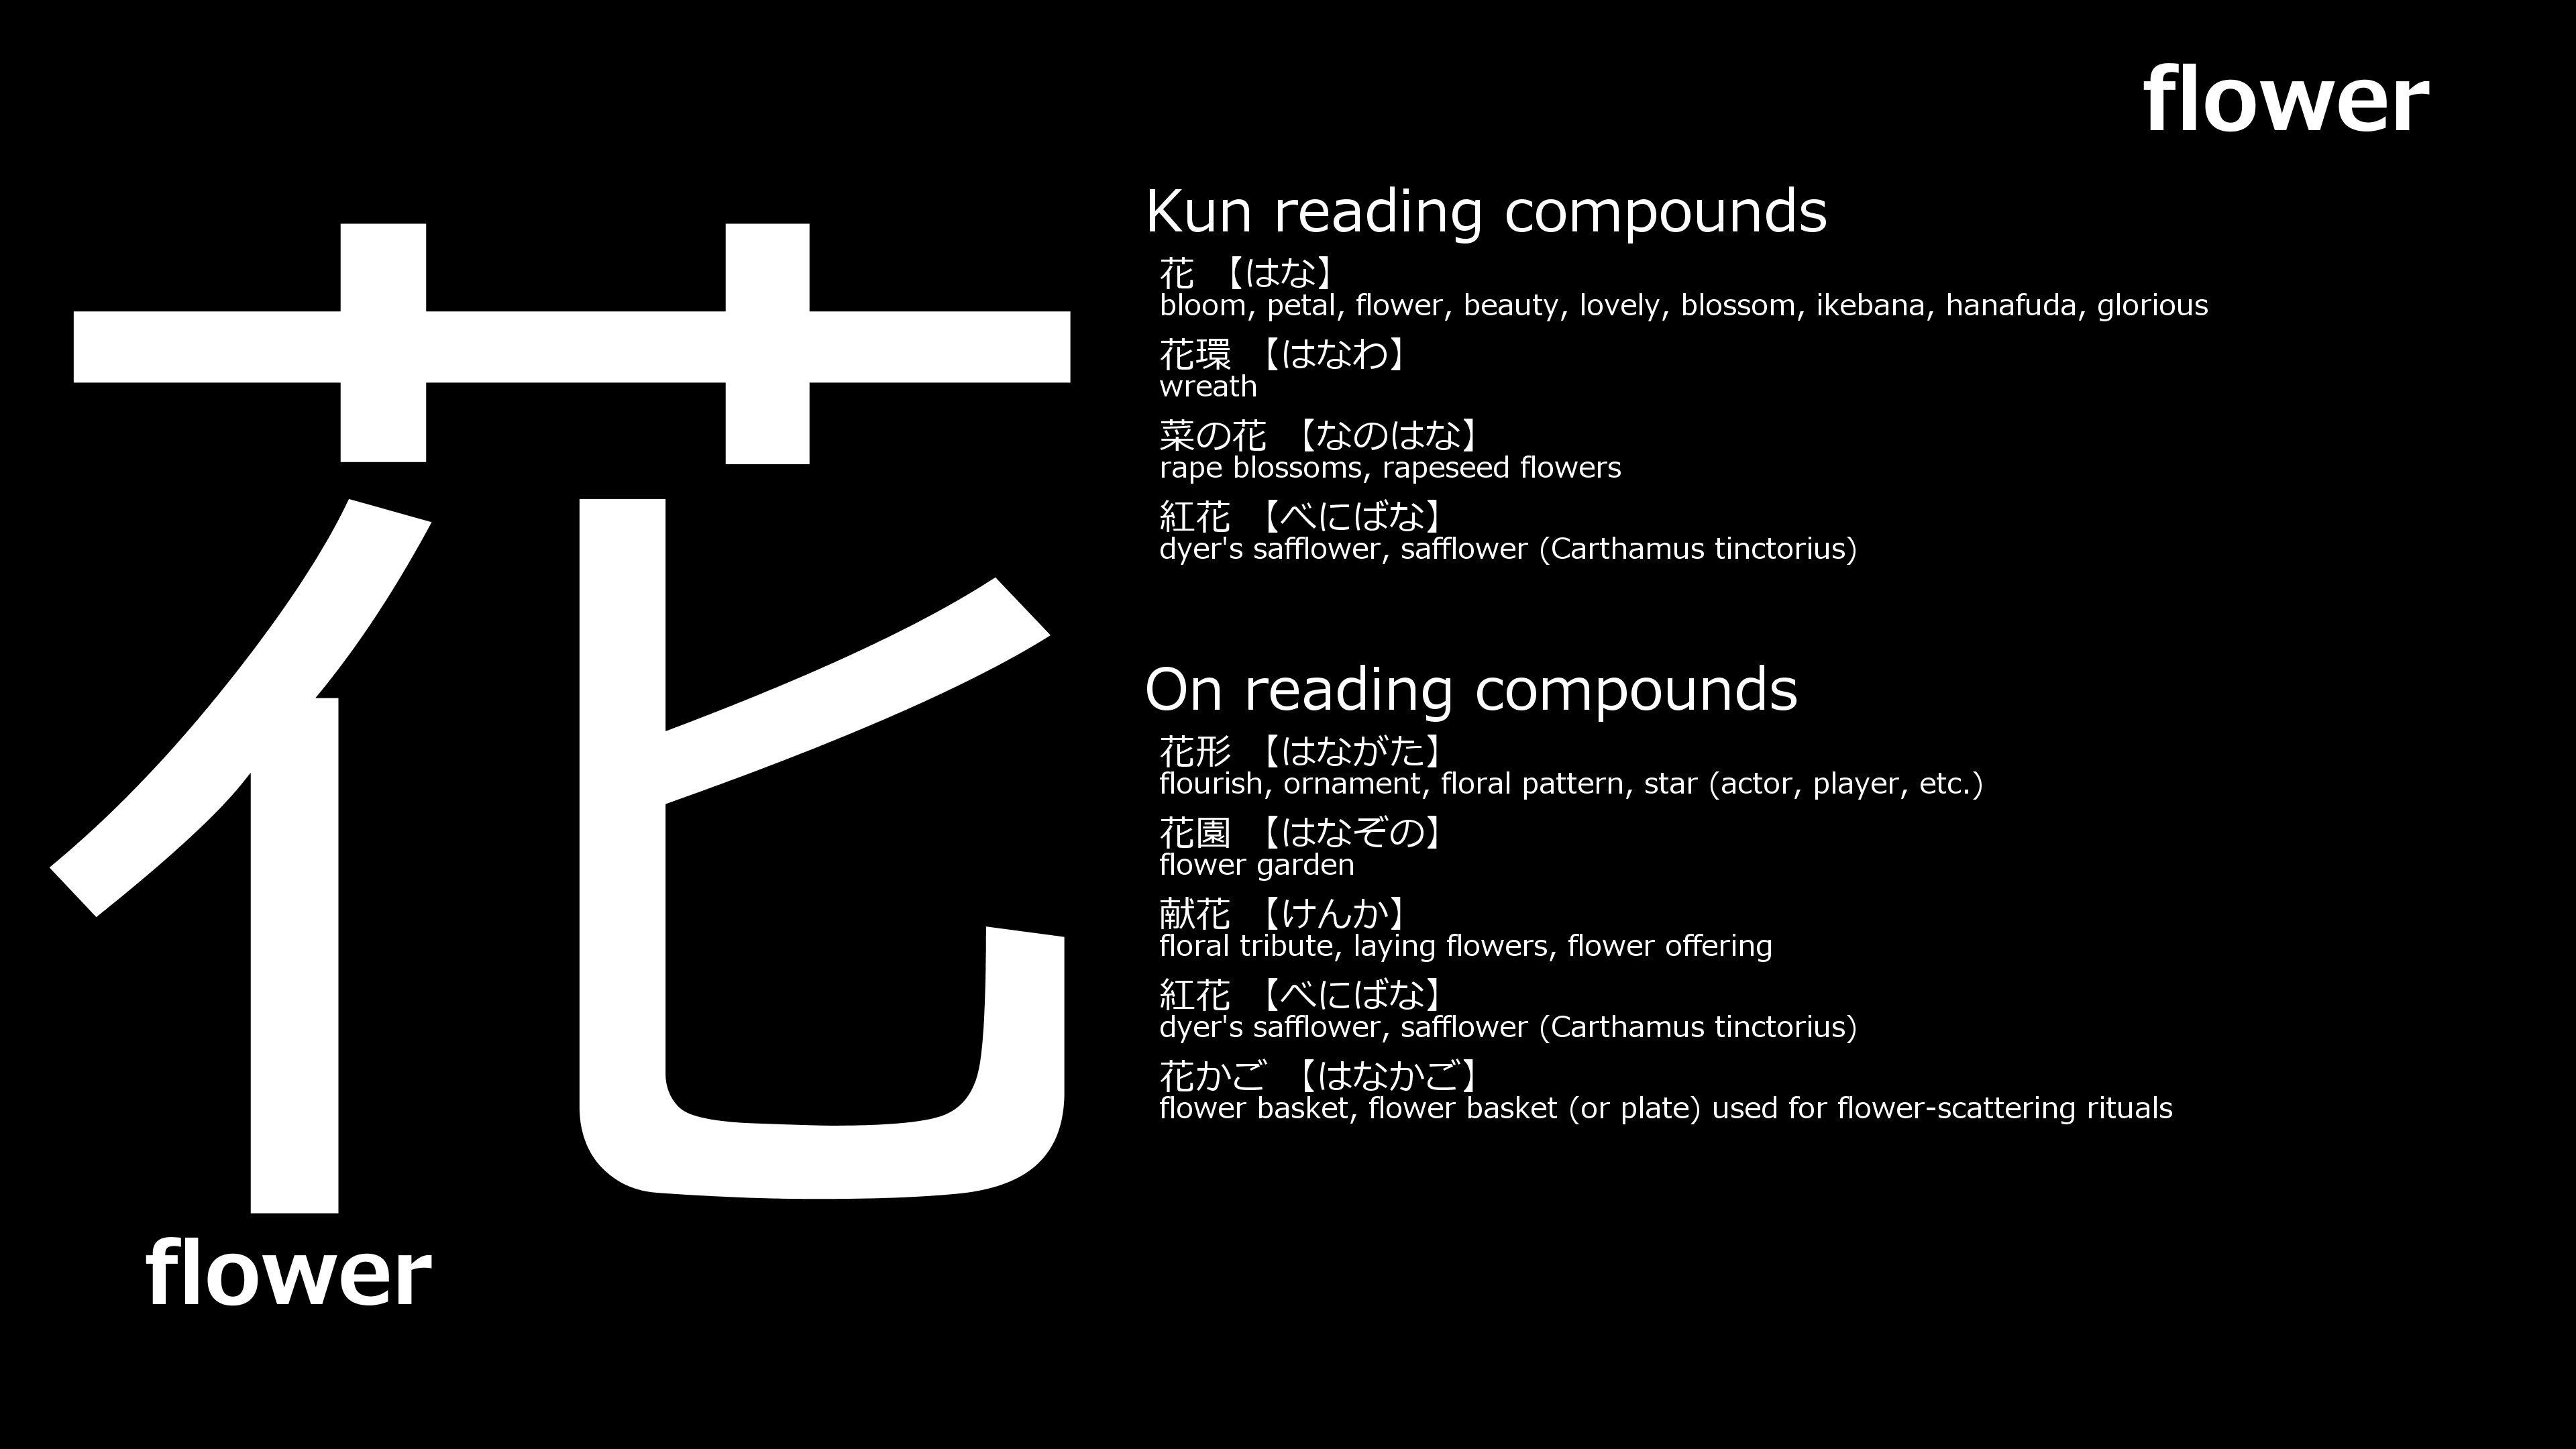 flower
花
flower
Kun reading compounds
花 【はな】
bloom, petal, flower, beauty, lovely, blossom, ikebana, hanafuda, glorious
花環 【はなわ】
wreath
菜の花 【なのはな】
rape blossoms, rapeseed flowers
紅花 【べにばな】
dyer's safflower, safflower (Carthamus tinctorius)
On reading compounds
花形 【はながた】
flourish, ornament, floral pattern, star (actor, player, etc.)
花園 【はなぞの】
flower garden
献花 【けんか】
floral tribute, laying flowers, flower offering
紅花 【べにばな】
dyer's safflower, safflower (Carthamus tinctorius)
花かご 【はなかご】
flower basket, flower basket (or plate) used for flower-scattering rituals